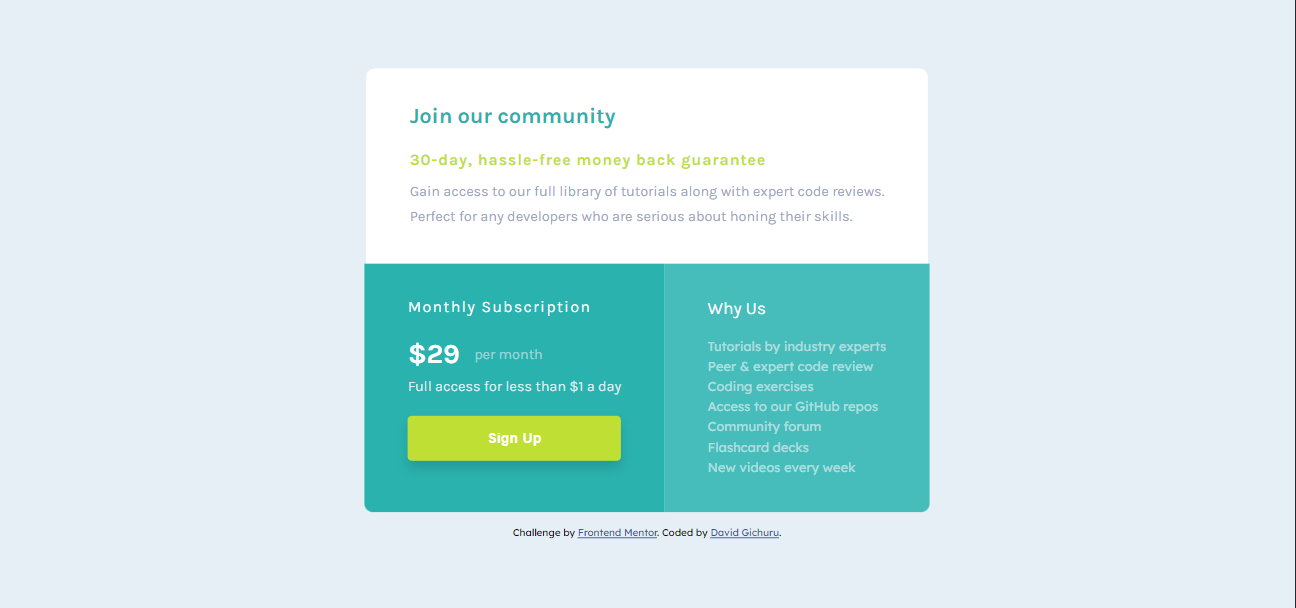 Join our community
30-day, hassle-free money back guarantee
Gain access to our full library of tutorials along with expert code reviews.
Perfect for any developers who are serious about honing their skills.
Monthly Subscription
$29 per month
Full access for less than $1 a day
Sign Up
Why Us
Tutorials by industry experts
Peer & expert code review
Coding exercises
Access to our GitHub repos
Community forum
Flashcard decks
New videos every week
Challenge by Frontend Mentor. Coded by David Gichuru.